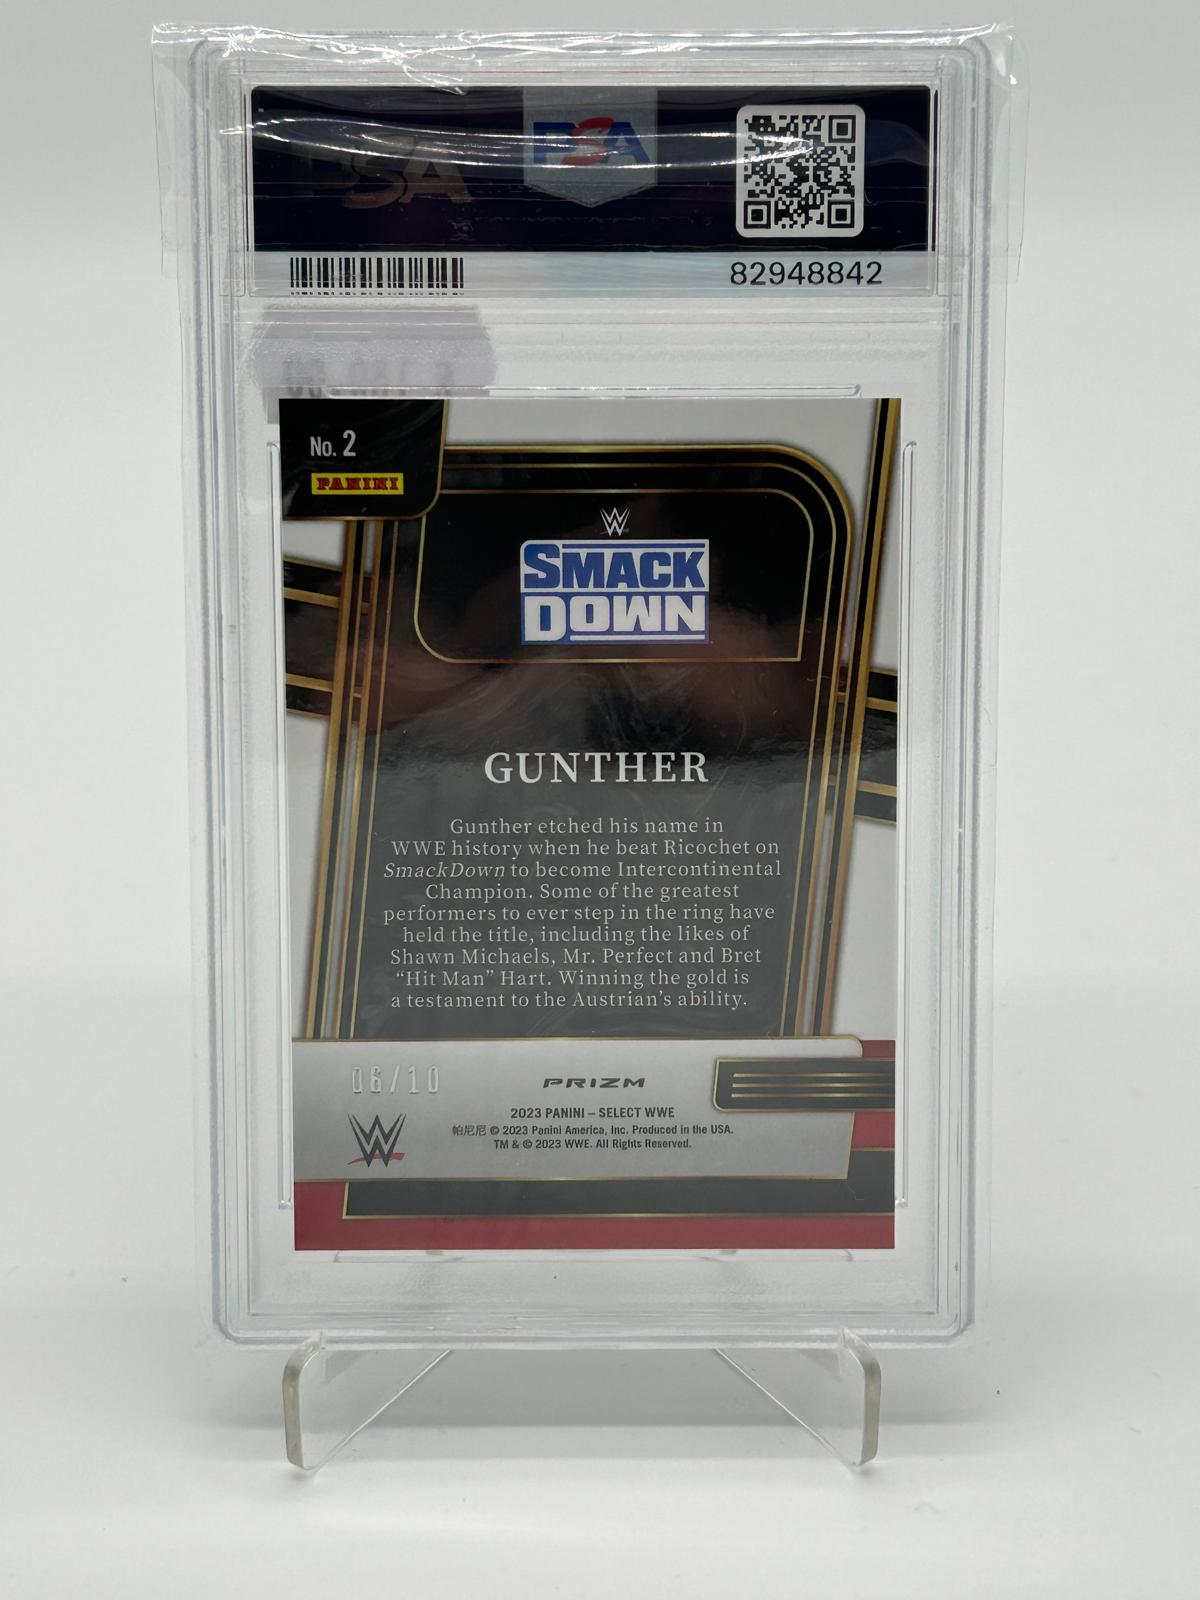 PSA
PSA
82948842
No. 2
PANINI
W
SMACK
DOWN
GUNTHER
Gunther etched his name in
WWE history when he beat Ricochet on
SmackDown to become Intercontinental
Champion. Some of the greatest
performers to ever step in the ring have
held the title, including the likes of
Shawn Michaels, Mr. Perfect and Bret
“Hit Man” Hart. Winning the gold is
a testament to the Austrian’s ability.
06/10
PRIZM
W
2023 PANINI – SELECT WWE
帕尼尼 © 2023 Panini America, Inc. Produced in the USA.
TM & © 2023 WWE. All Rights Reserved.